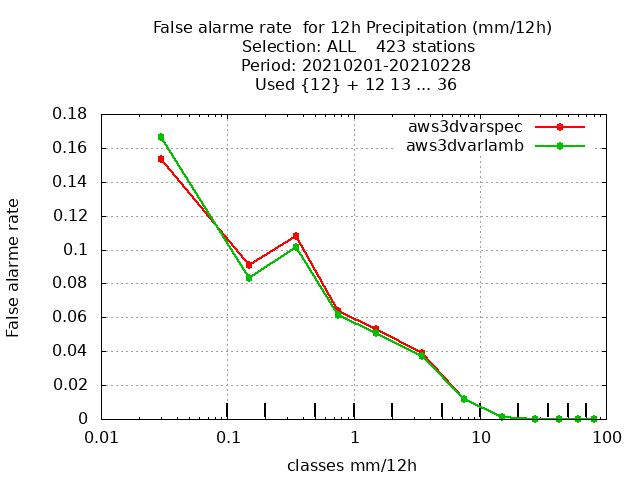 False alarme rate  for 12h Precipitation (mm/12h)
Selection: ALL    423 stations
Period: 20210201-20210228
Used {12} + 12 13 ... 36
aws3dvarspec
aws3dvarlamb
0.18
0.16
0.14
0.12
0.1
0.08
0.06
0.04
0.02
0
False alarme rate
0.01 0.1 1 10 100
classes mm/12h